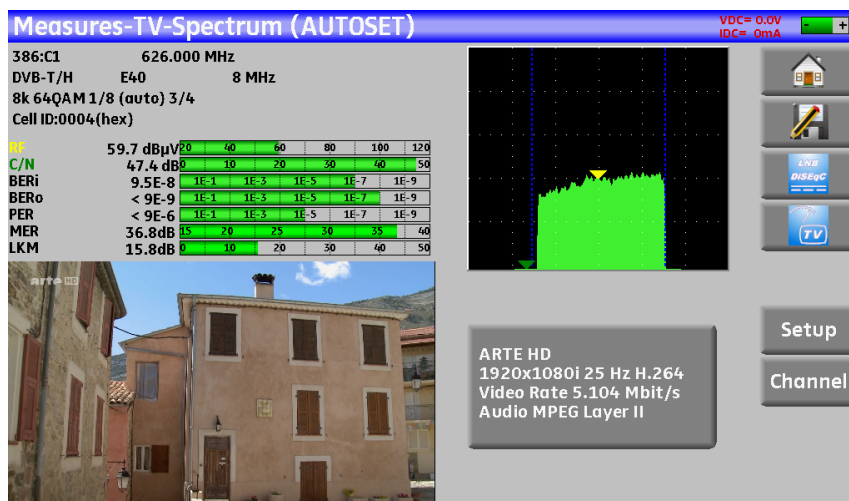 Measures-TV-Spectrum (AUTOSET)
VDC= 0.0V
IDC= 0mA
- +
386:C1 626.000 MHz
DVB-T/H E40 8 MHz
8k 64QAM 1/8 (auto) 3/4
Cell ID:0004(hex)
RF 59.7 dBµV 20 40 60 80 100 120
C/N 47.4 dB 0 10 20 30 40 50
BERi 9.5E-8 1E-1 1E-3 1E-5 1E-7 1E-9
BERo < 9E-9 1E-1 1E-3 1E-5 1E-7 1E-9
PER < 9E-6 1E-1 1E-3 1E-5 1E-7 1E-9
MER 36.8dB 15 20 25 30 35 40
LKM 15.8dB 0 10 20 30 40 50
arte HD
LNB
DiSEqC
TV
ARTE HD
1920x1080i 25 Hz H.264
Video Rate 5.104 Mbit/s
Audio MPEG Layer II
Setup
Channel